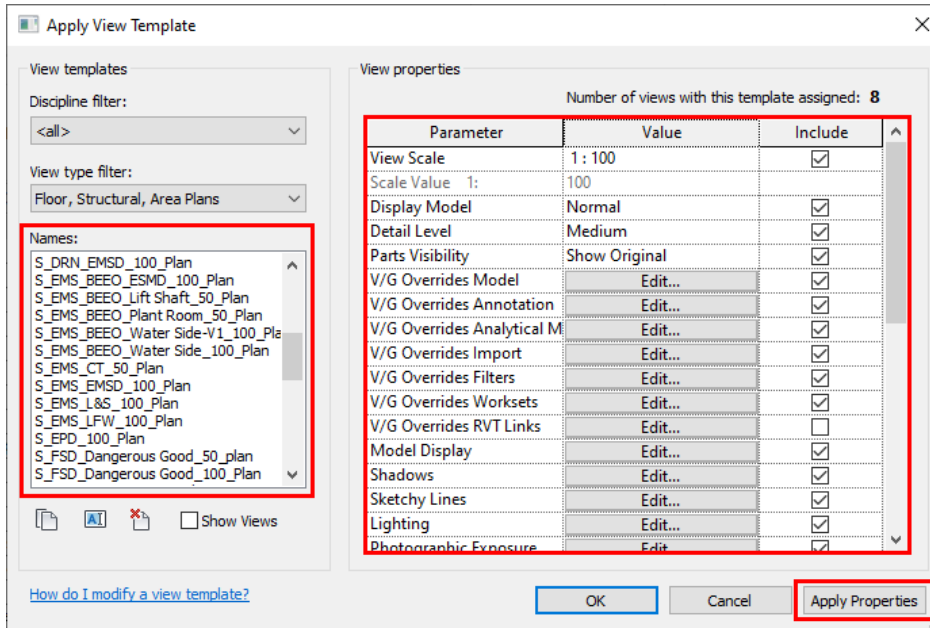 Apply View Template
View templates
Discipline filter:
<all>
View type filter:
Floor, Structural, Area Plans
Names:
S_DRN_EMSD_100_Plan
S_EMS_BEEO_ESMD_100_Plan
S_EMS_BEEO_Lift Shaft_50_Plan
S_EMS_BEEO_Plant Room_50_Plan
S_EMS_BEEO_Water Side-V1_100_Pla
S_EMS_BEEO_Water Side_100_Plan
S_EMS_CT_50_Plan
S_EMS_EMSD_100_Plan
S_EMS_L&S_100_Plan
S_EMS_LFW_100_Plan
S_EPD_100_Plan
S_FSD_Dangerous Good_50_plan
S_FSD_Dangerous Good_100_Plan
Show Views
How do I modify a view template?
View properties
Number of views with this template assigned: 8
Parameter Value Include
View Scale 1 : 100
Scale Value 1: 100
Display Model Normal
Detail Level Medium
Parts Visibility Show Original
V/G Overrides Model Edit...
V/G Overrides Annotation Edit...
V/G Overrides Analytical M Edit...
V/G Overrides Import Edit...
V/G Overrides Filters Edit...
V/G Overrides Worksets Edit...
V/G Overrides RVT Links Edit...
Model Display Edit...
Shadows Edit...
Sketchy Lines Edit...
Lighting Edit...
Photographic Exposure Edit...
OK Cancel Apply Properties